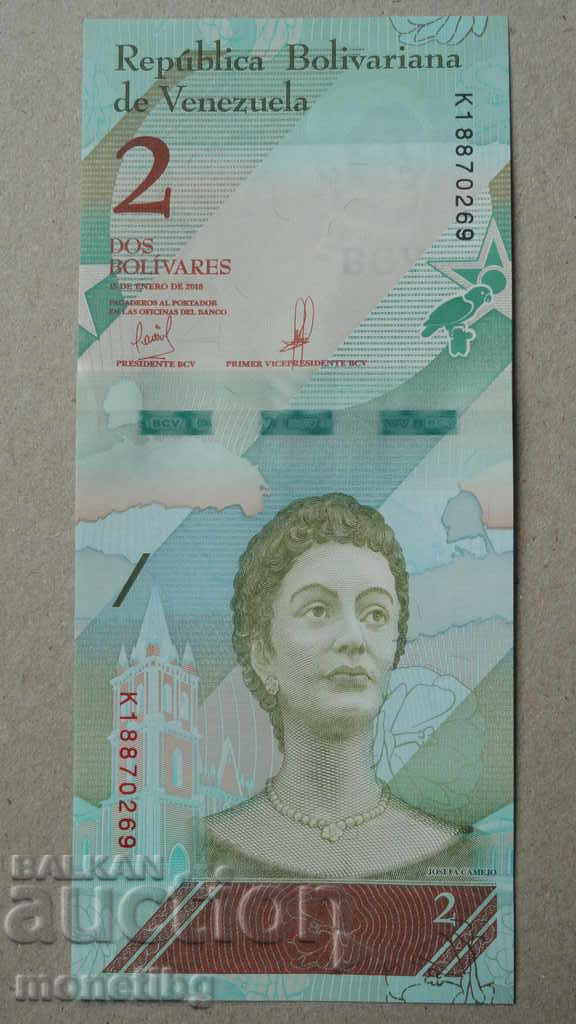 República Bolivariana
de Venezuela
K18870269
2
DOS
BOLÍVARES
15 DE ENERO DE 2018
PAGADEROS AL PORTADOR
EN LAS OFICINAS DEL BANCO
PRESIDENTE BCV
PRIMER VICEPRESIDENTE BCV
BCV
K18870269
JOSEFA CAMEJO
2
BALKAN
auction
monetibg